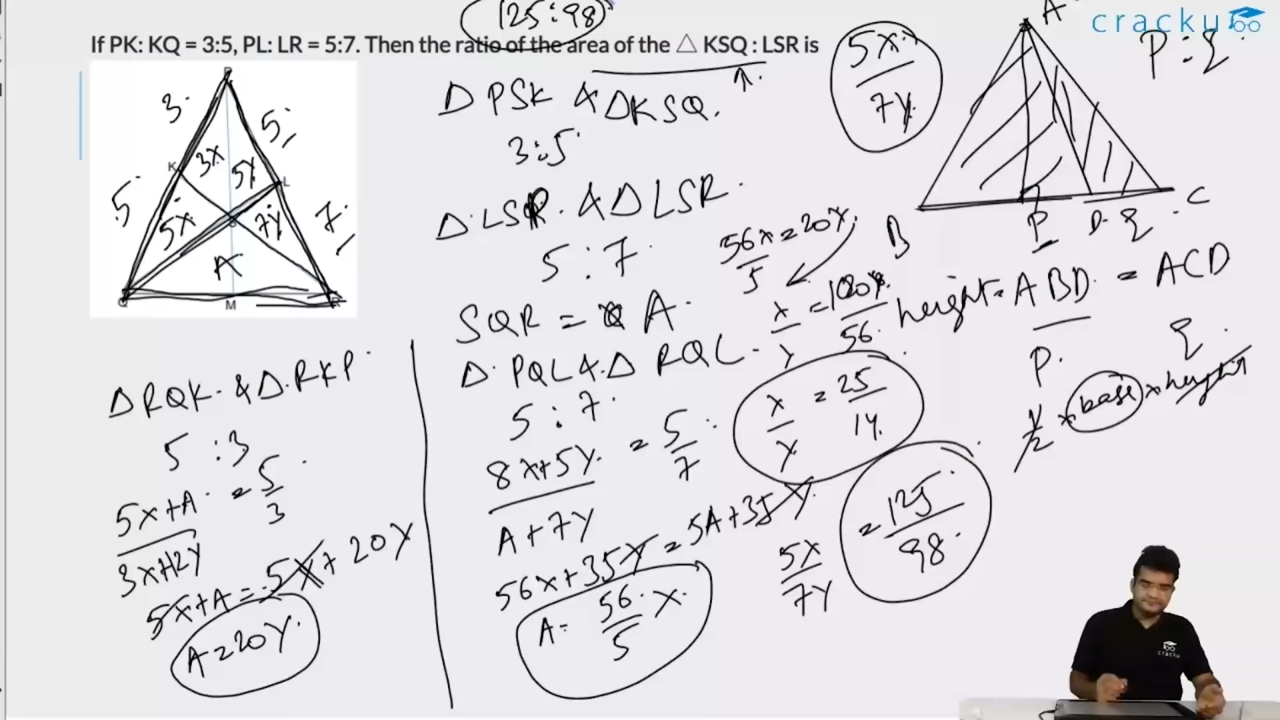 125:98
A
cracku
If PK: KQ = 3:5, PL: LR = 5:7. Then the ratio of the area of the △ KSQ : LSR is
P:q.
5x
7y
P
3
5
K
3x
5x
L
5
5x
7y
7
A
Q
M
R
B
P
D
q
C
Δ PSK & ΔKSQ.
3:5
Δ LSP. & Δ LSR.
5:7.
SQR = A.
Δ PQL & Δ RQL.
5:7.
8x+5y = 5
A+7y 7
56x+35y = 5A+35y
A = 56 x
5
56x = 20y
5
x = 100
y 56
x = 25
y 14
5x = 125
7y 98
height = ABD = ACD
P. q.
1/2 × base × height
Δ RQK & Δ RKP.
5:3
5x+A = 5
3x+12y 3
5x+A = 5x+20y
A=20y.
cracku